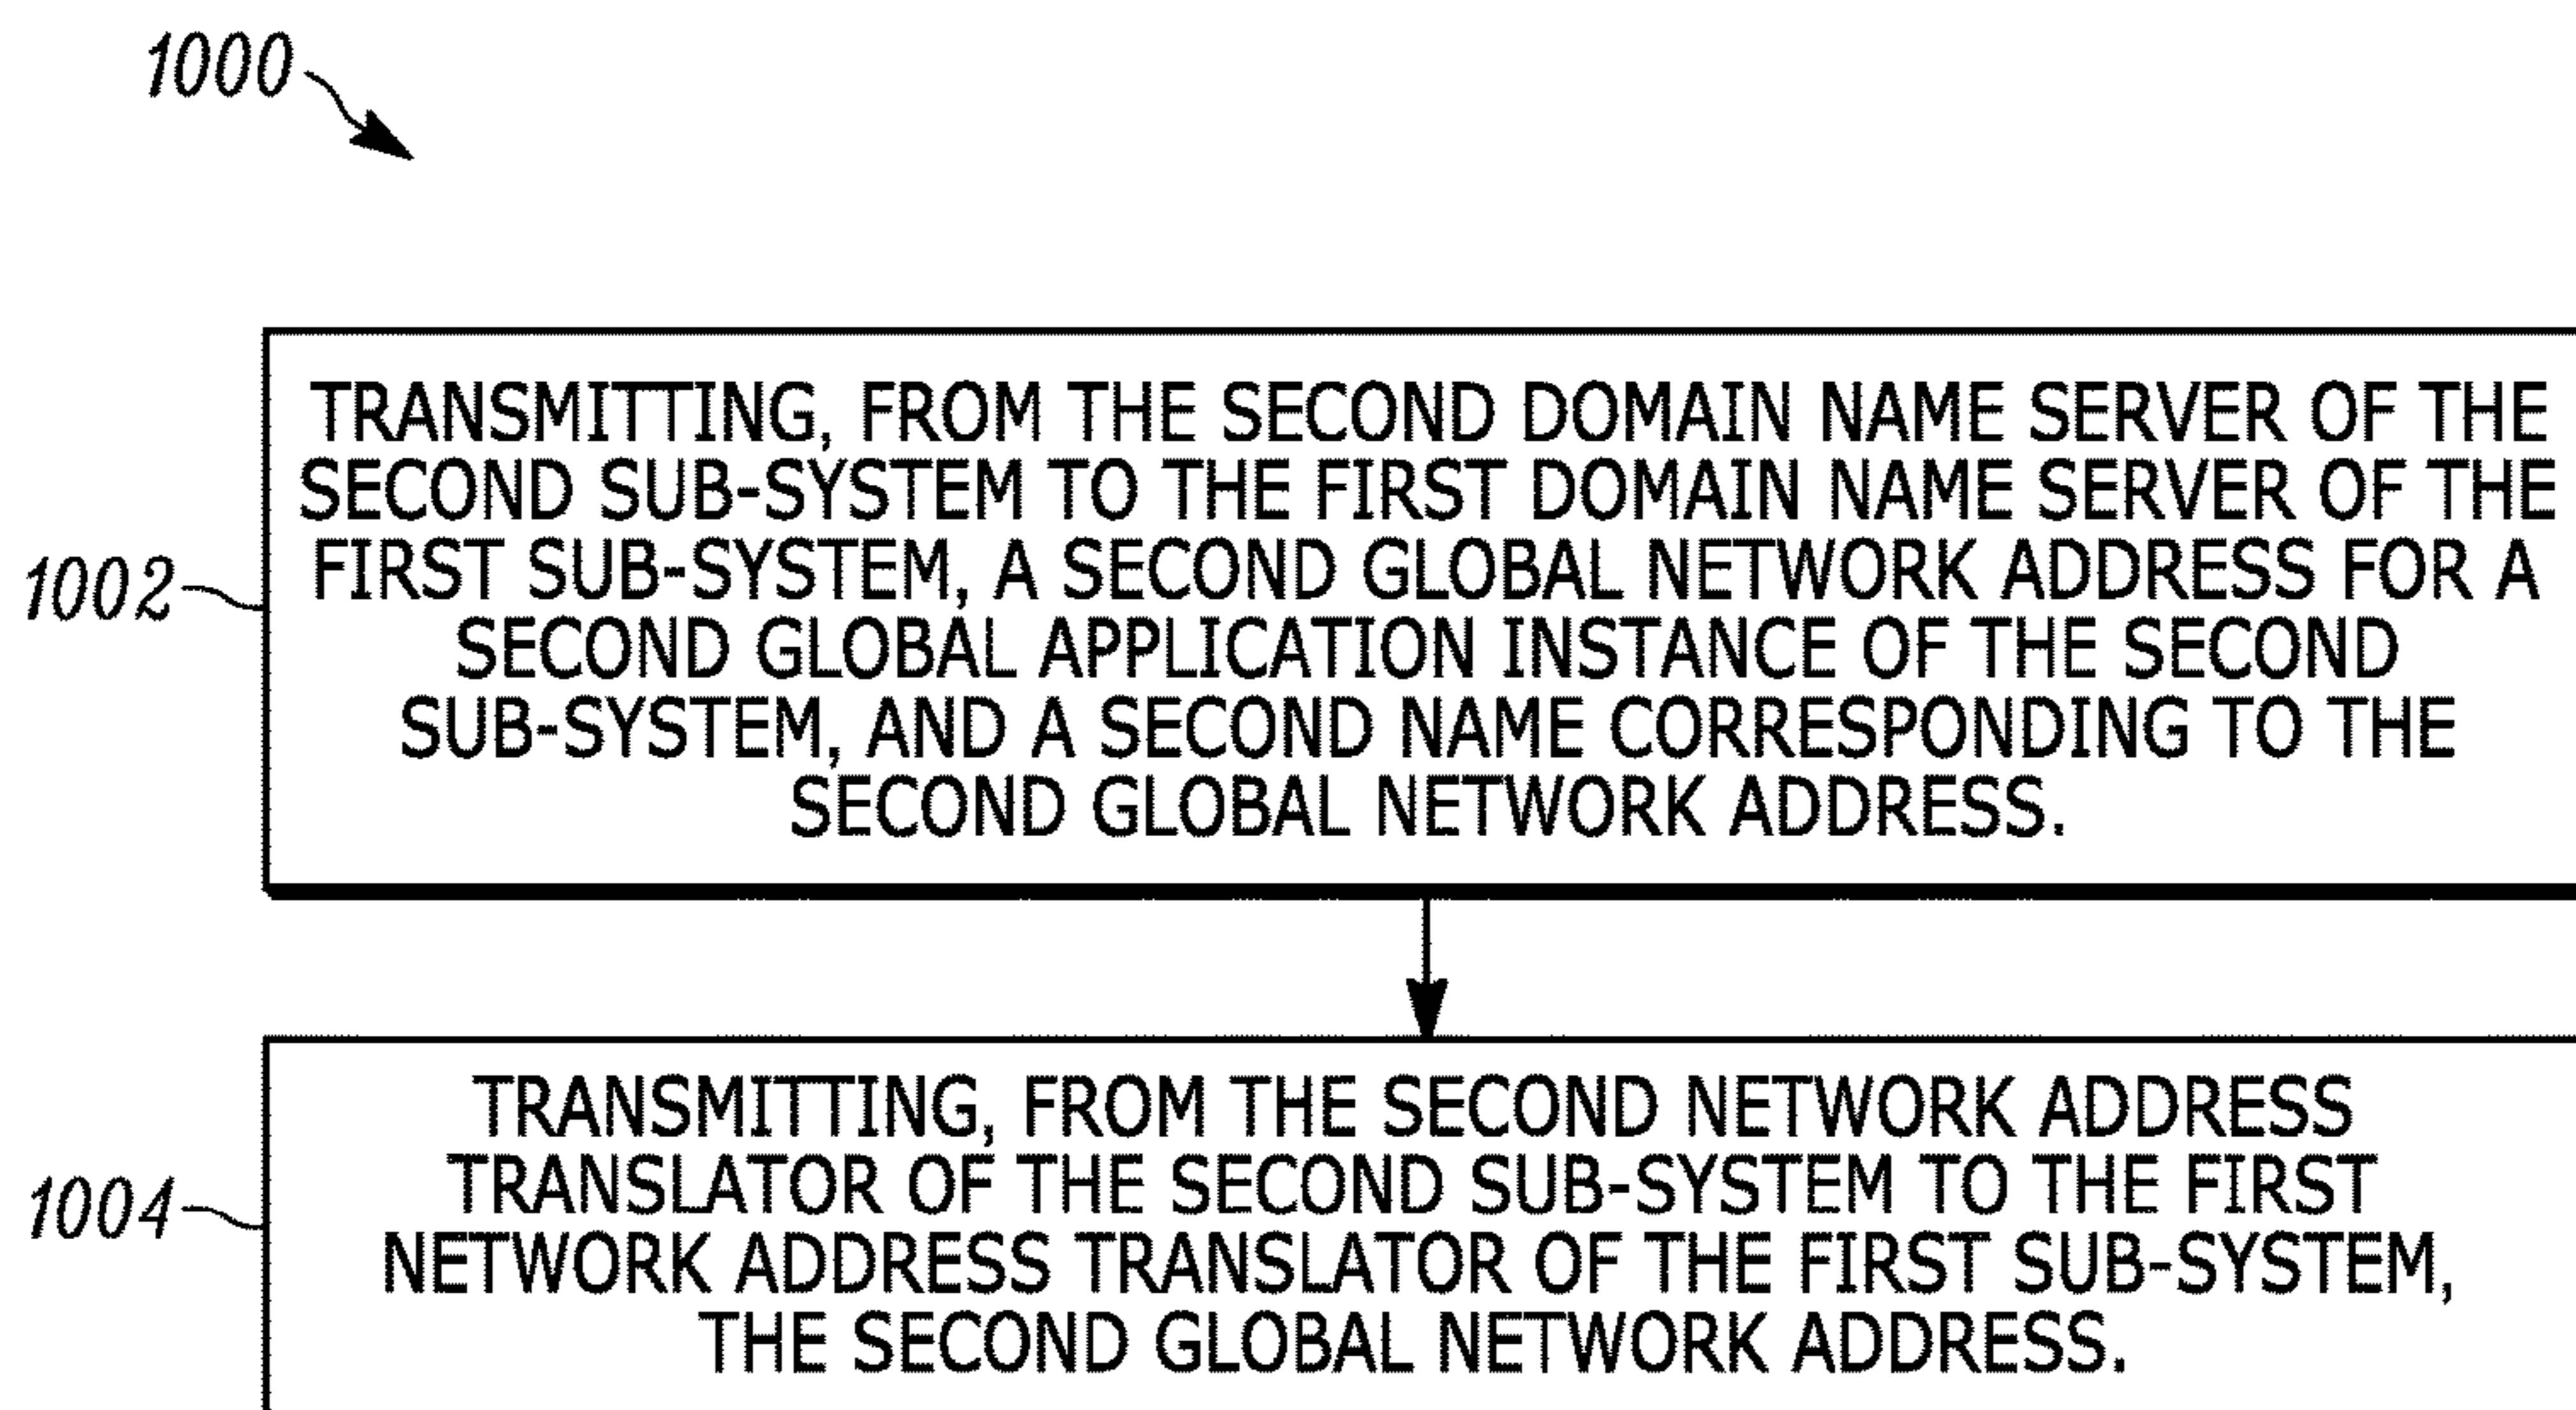 1000
TRANSMITTING, FROM THE SECOND DOMAIN NAME SERVER OF THE
SECOND SUB-SYSTEM TO THE FIRST DOMAIN NAME SERVER OF THE
FIRST SUB-SYSTEM, A SECOND GLOBAL NETWORK ADDRESS FOR A
SECOND GLOBAL APPLICATION INSTANCE OF THE SECOND
SUB-SYSTEM, AND A SECOND NAME CORRESPONDING TO THE
SECOND GLOBAL NETWORK ADDRESS.
1002
TRANSMITTING, FROM THE SECOND NETWORK ADDRESS
TRANSLATOR OF THE SECOND SUB-SYSTEM TO THE FIRST
NETWORK ADDRESS TRANSLATOR OF THE FIRST SUB-SYSTEM,
THE SECOND GLOBAL NETWORK ADDRESS.
1004